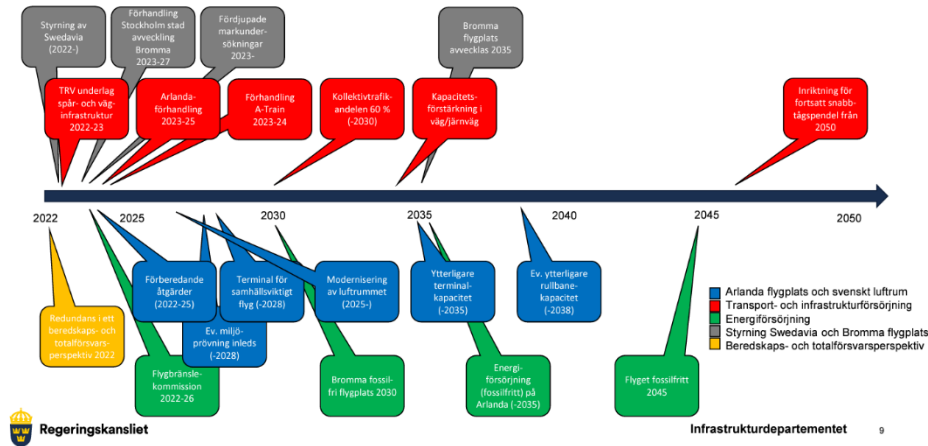 Styrning av
Swedavia
(2022-)
Förhandling
Stockholm stad
avveckling
Bromma
2023-27
Fördjupade
markunder-
sökningar
2023-
Bromma
flygplats
avvecklas 2035
TRV underlag
spår- och väg-
infrastruktur
2022-23
Arlanda-
förhandling
2023-25
Förhandling
A-Train
2023-24
Kollektivtrafik-
andelen 60 %
(-2030)
Kapacitets-
förstärkning i
väg/järnväg
Inriktning för
fortsatt snabb-
tågspendel från
2050
2022
2025
2030
2035
2040
2045
2050
Förberedande
åtgärder
(2022-25)
Terminal för
samhällsviktigt
flyg (-2028)
Modernisering
av luftrummet
(2025-)
Ytterligare
terminal-
kapacitet
(-2035)
Ev. ytterligare
rullbane-
kapacitet
(-2038)
Redundans i ett
beredskaps- och
totalförsvars-
perspektiv 2022
Ev. miljö-
prövning inleds
(-2028)
Flygbränsle-
kommission
2022-26
Bromma fossil-
fri flygplats 2030
Energi-
försörjning
(fossilfritt) på
Arlanda (-2035)
Flyget fossilfritt
2045
Arlanda flygplats och svenskt luftrum
Transport- och infrastrukturförsörjning
Energiförsörjning
Styrning Swedavia och Bromma flygplats
Beredskaps- och totalförsvarsperspektiv
Regeringskansliet
Infrastrukturdepartementet
9